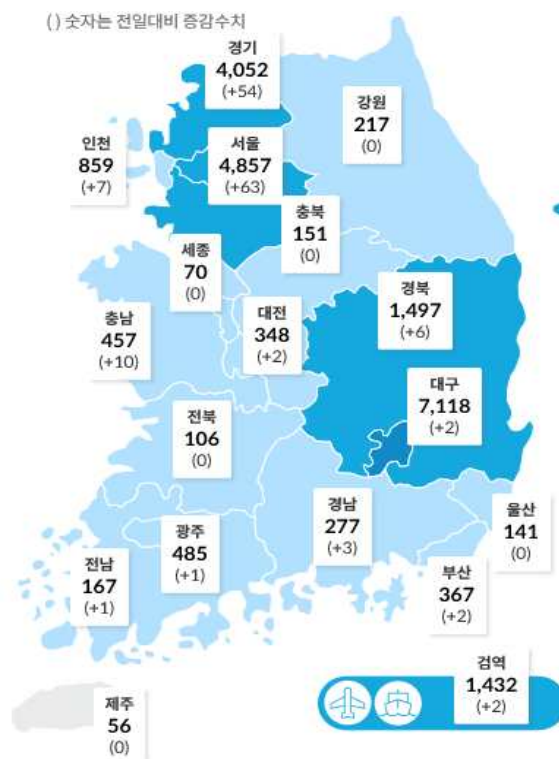 ( ) 숫자는 전일대비 증감수치
경기
4,052
(+54)
강원
217
(0)
인천
859
(+7)
서울
4,857
(+63)
충북
151
(0)
세종
70
(0)
경북
1,497
(+6)
대전
348
(+2)
충남
457
(+10)
대구
7,118
(+2)
전북
106
(0)
경남
277
(+3)
울산
141
(0)
광주
485
(+1)
전남
167
(+1)
부산
367
(+2)
검역
1,432
(+2)
제주
56
(0)